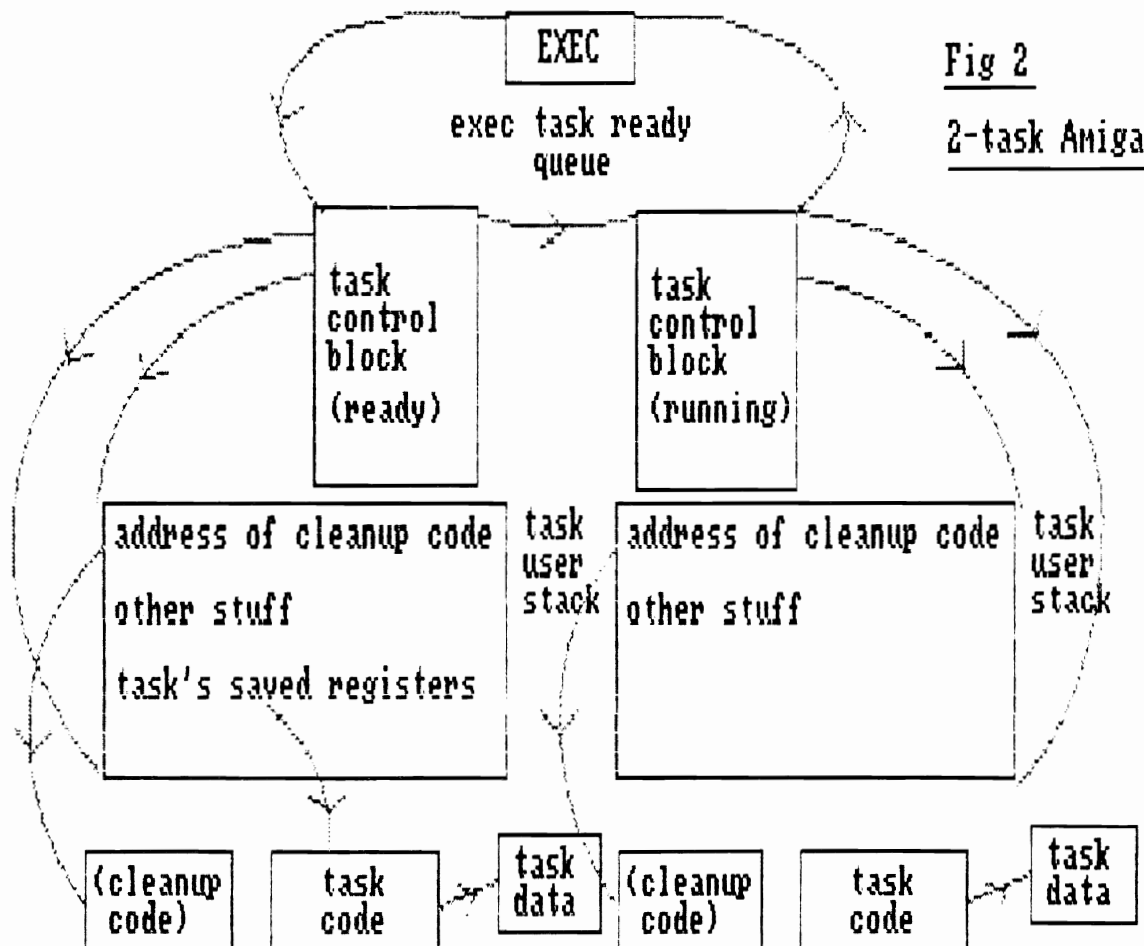 EXEC
Fig 2
2-task Amiga
exec task ready
queue
task
control
block
(ready)
task
control
block
(running)
address of cleanup code
other stuff
task's saved registers
task
user
stack
address of cleanup code
other stuff
task
user
stack
(cleanup
code)
task
code
task
data
(cleanup
code)
task
code
task
data